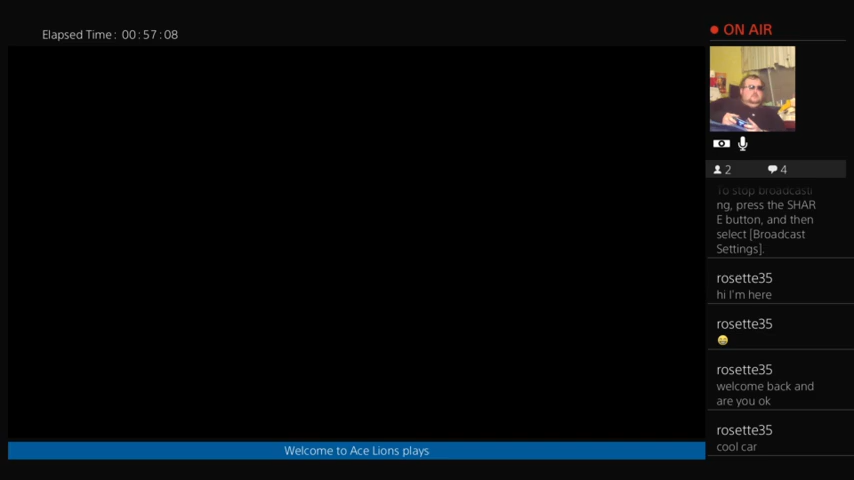 Elapsed Time: 00:57:08
ON AIR
2 4
To stop broadcasti
ng, press the SHAR
E button, and then
select [Broadcast
Settings].
rosette35
hi I'm here
rosette35
😄
rosette35
welcome back and
are you ok
rosette35
cool car
Welcome to Ace Lions plays